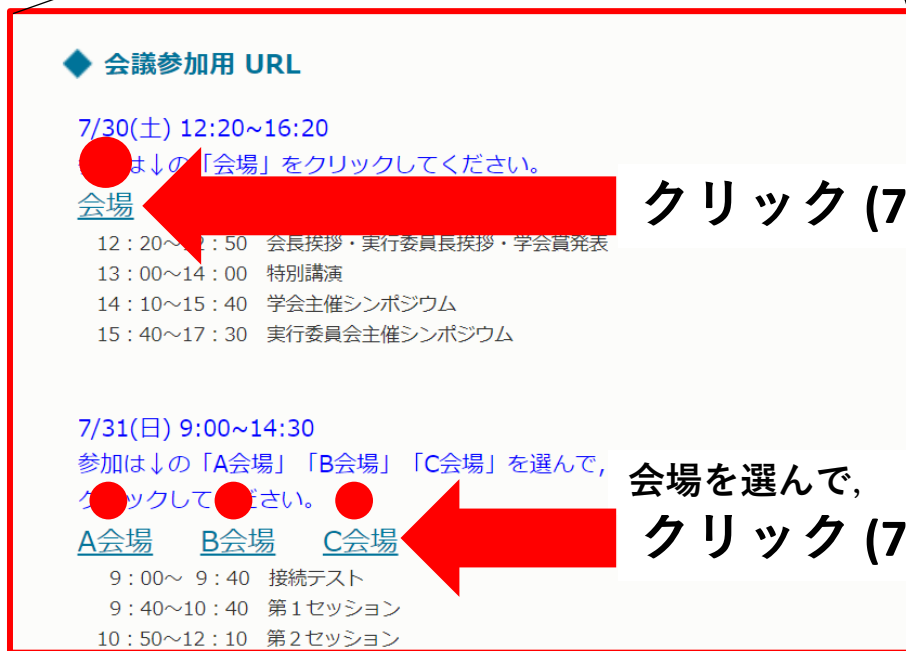 ◆ 会議参加用 URL
7/30(土) 12:20~16:20
は↓の「会場」をクリックしてください。
会場
クリック (7
12：20～12：50 会長挨拶・実行委員長挨拶・学会賞発表
13：00～14：00 特別講演
14：10～15：40 学会主催シンポジウム
15：40～17：30 実行委員会主催シンポジウム
7/31(日) 9:00~14:30
参加は↓の「A会場」「B会場」「C会場」を選んで,
クリックしてください。
会場を選んで,
クリック (7
A会場 B会場 C会場
9：00～ 9：40 接続テスト
9：40～10：40 第１セッション
10：50～12：10 第２セッション